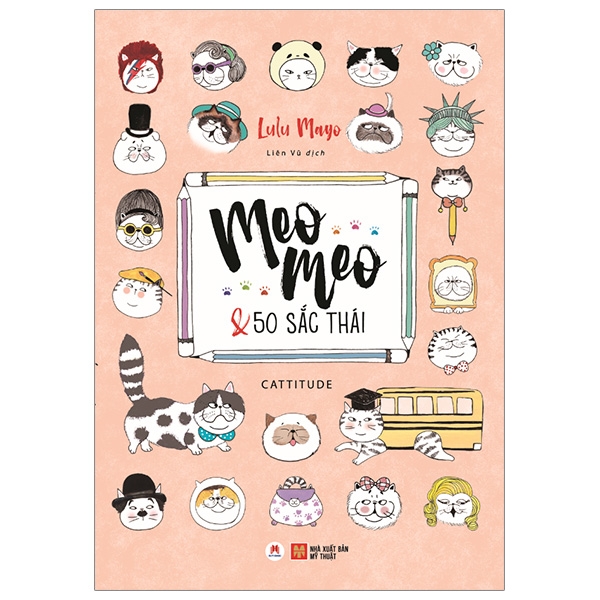 Lulu Mayo
Liên Vũ dịch
Meo
meo
& 50 SẮC THÁI
CATTITUDE
NHÀ XUẤT BẢN
MỸ THUẬT